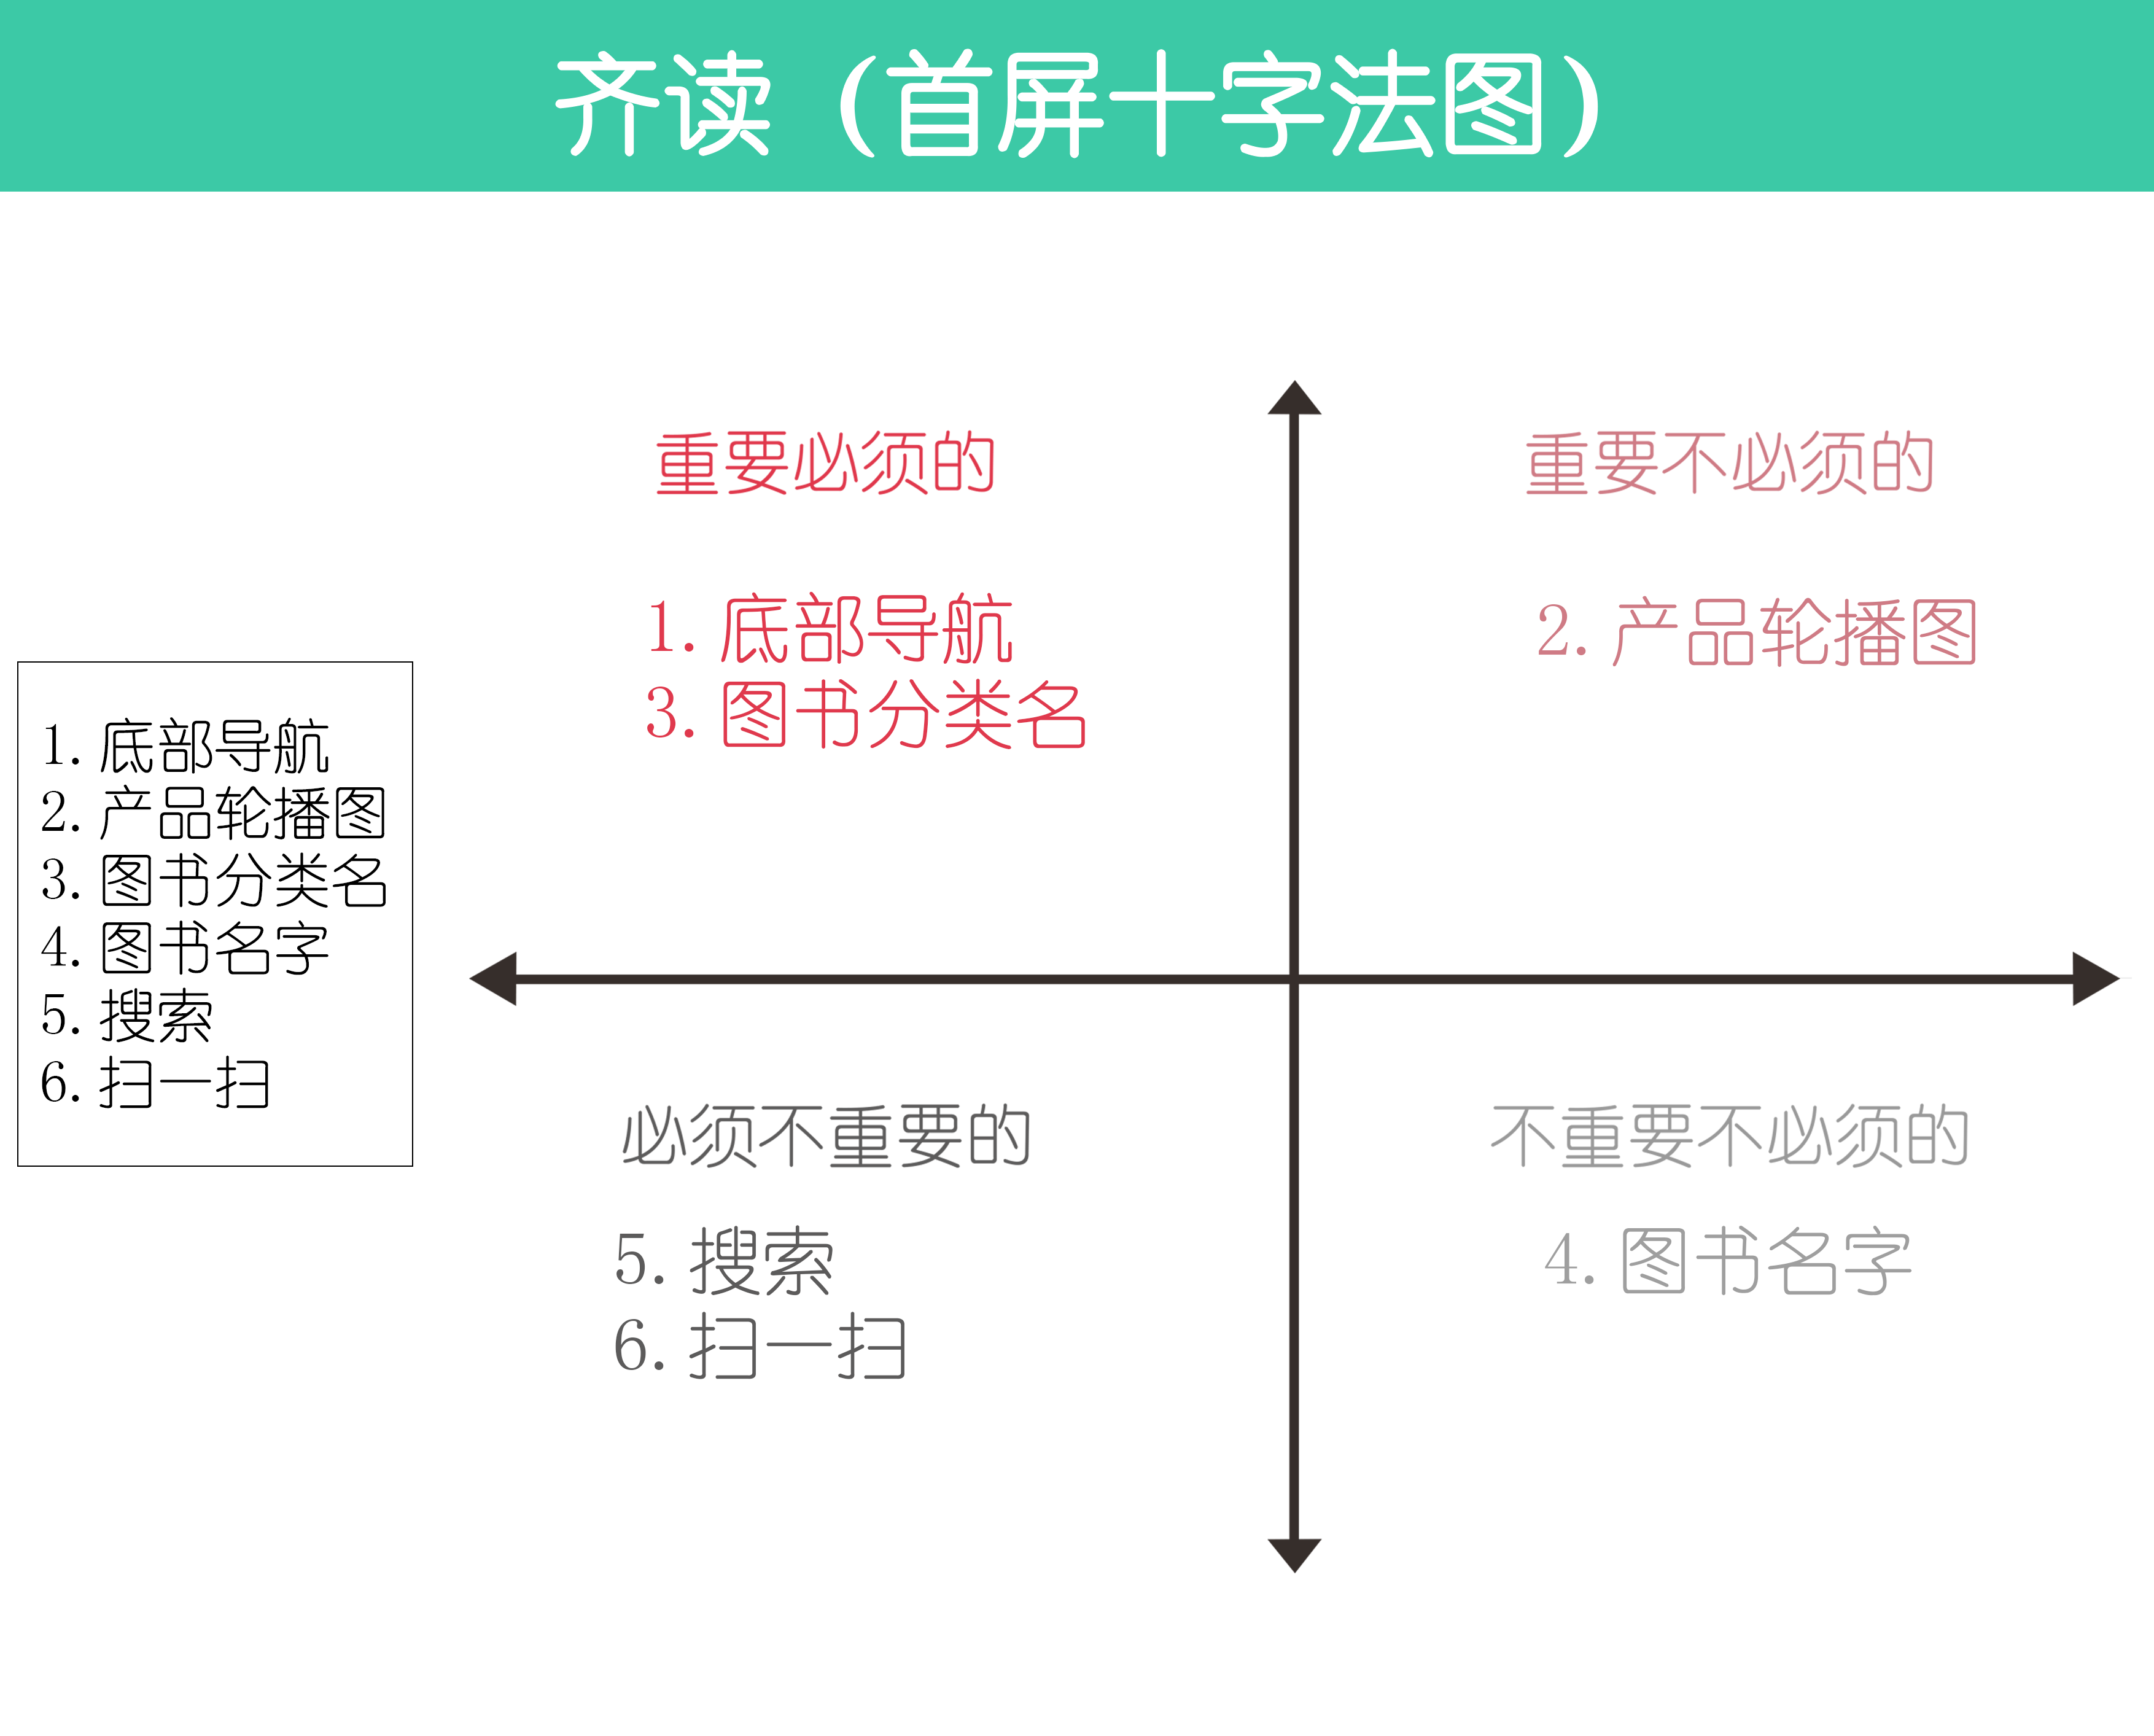 齐读（首屏十字法图）
1. 底部导航
2. 产品轮播图
3. 图书分类名
4. 图书名字
5. 搜索
6. 扫一扫
重要必须的
1. 底部导航
3. 图书分类名
重要不必须的
2. 产品轮播图
必须不重要的
5. 搜索
6. 扫一扫
不重要不必须的
4. 图书名字